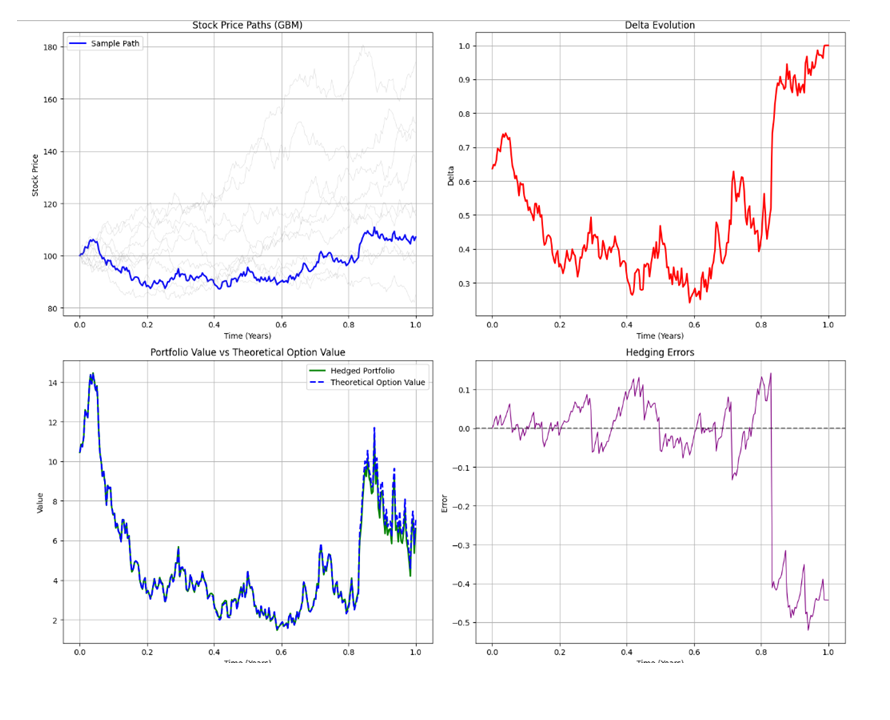 Stock Price Paths (GBM)
Sample Path
180
160
140
120
100
80
Stock Price
0.0 0.2 0.4 0.6 0.8 1.0
Time (Years)
Delta Evolution
1.0
0.9
0.8
0.7
0.6
0.5
0.4
0.3
Delta
0.0 0.2 0.4 0.6 0.8 1.0
Time (Years)
Portfolio Value vs Theoretical Option Value
Hedged Portfolio
Theoretical Option Value
14
12
10
8
6
4
2
Value
0.0 0.2 0.4 0.6 0.8 1.0
Time (Years)
Hedging Errors
0.1
0.0
−0.1
−0.2
−0.3
−0.4
−0.5
Error
0.0 0.2 0.4 0.6 0.8 1.0
Time (Years)